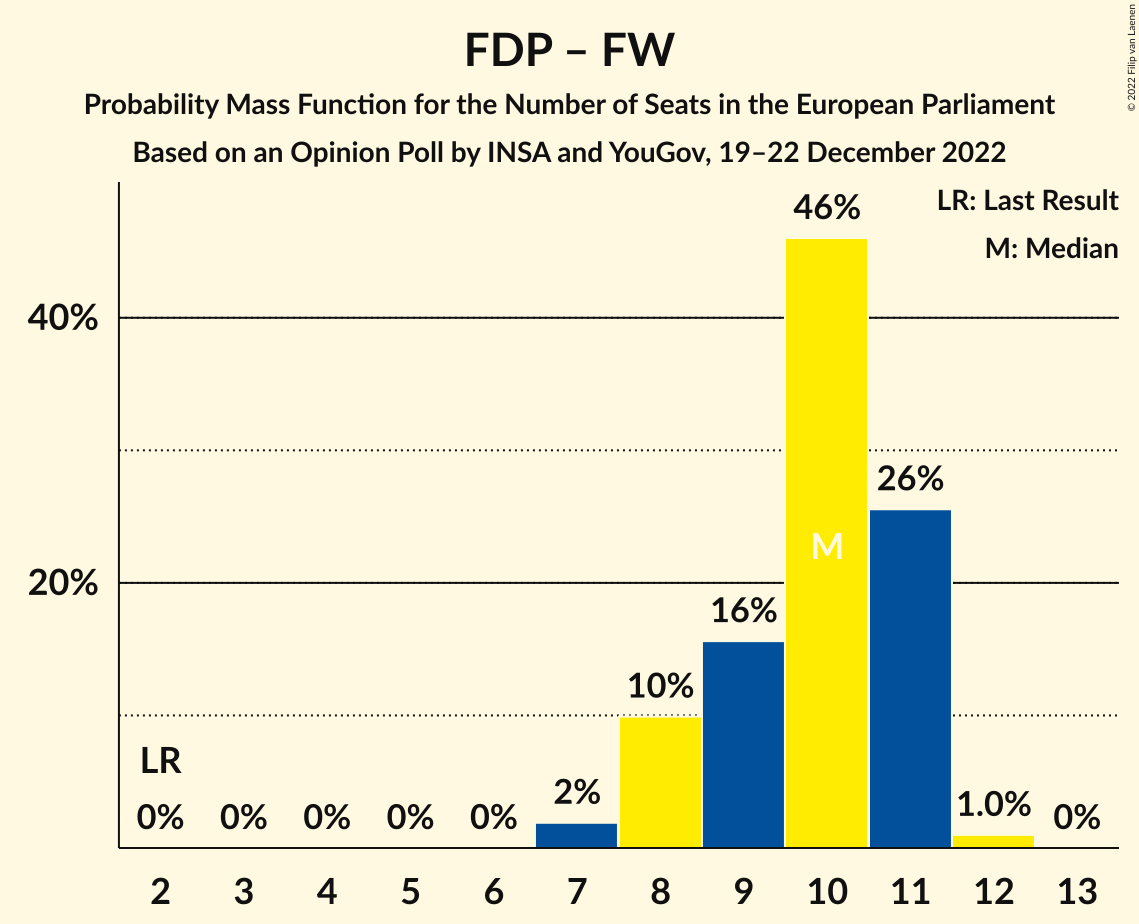 FDP – FW
Probability Mass Function for the Number of Seats in the European Parliament
Based on an Opinion Poll by INSA and YouGov, 19–22 December 2022
© 2022 Filip van Laenen
LR: Last Result
M: Median
46%
40%
26%
M
20%
16%
10%
LR
2%
1.0%
0% 0% 0% 0% 0% 0%
2 3 4 5 6 7 8 9 10 11 12 13